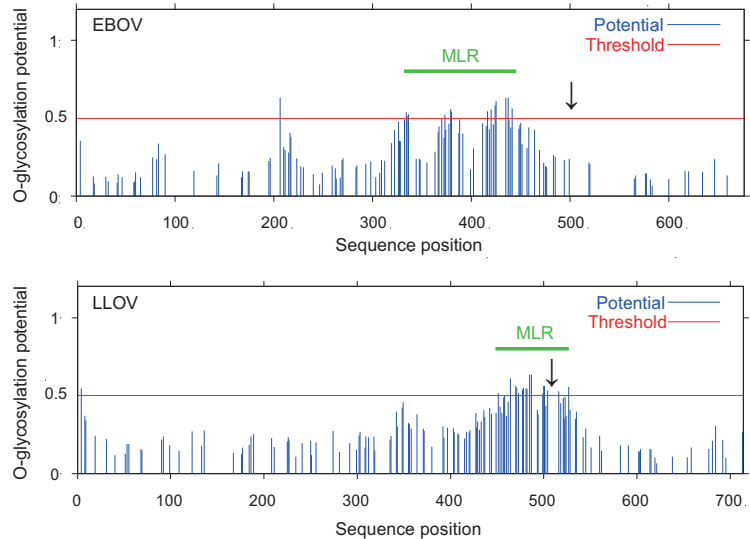 EBOV
Potential
Threshold
MLR
O-glycosylation potential
1
0.5
0
0 100 200 300 400 500 600
Sequence position
LLOV
Potential
Threshold
MLR
O-glycosylation potential
1
0.5
0
0 100 200 300 400 500 600 700
Sequence position